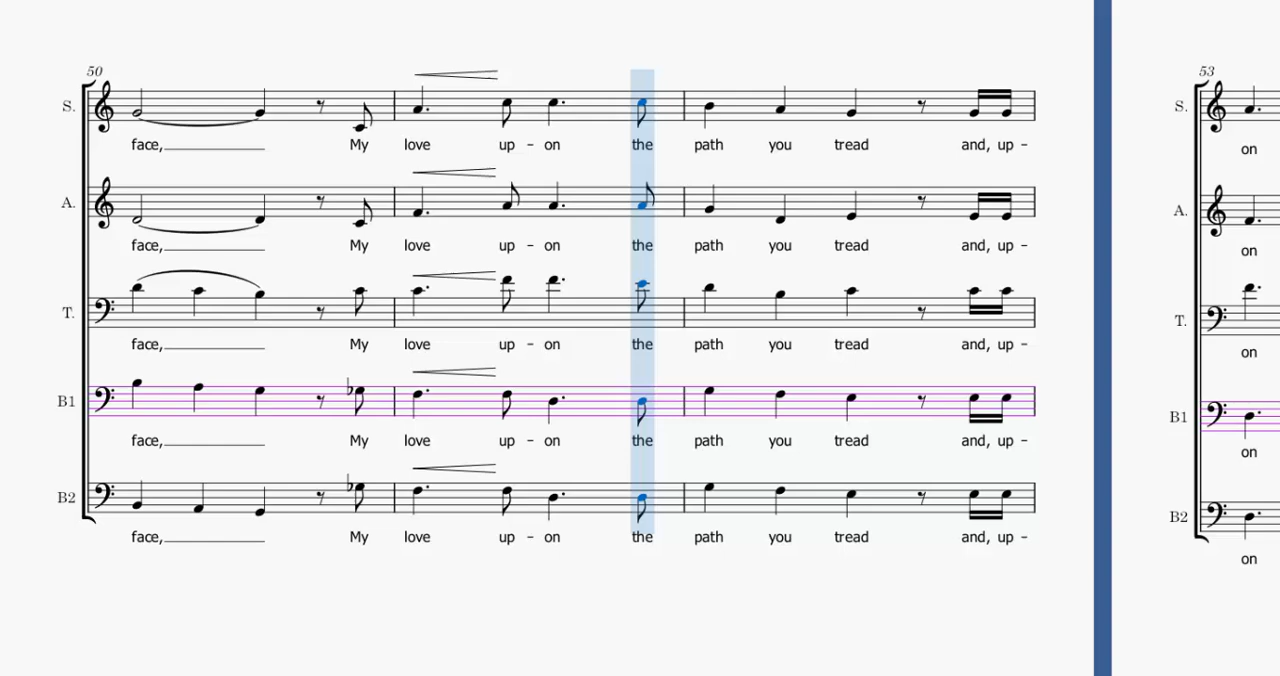 50
S.
face, My love up - on the path you tread and, up -
A.
face, My love up - on the path you tread and, up -
T.
face, My love up - on the path you tread and, up -
B1
face, My love up - on the path you tread and, up -
B2
face, My love up - on the path you tread and, up -
53
S.
on
A.
on
T.
on
B1
on
B2
on